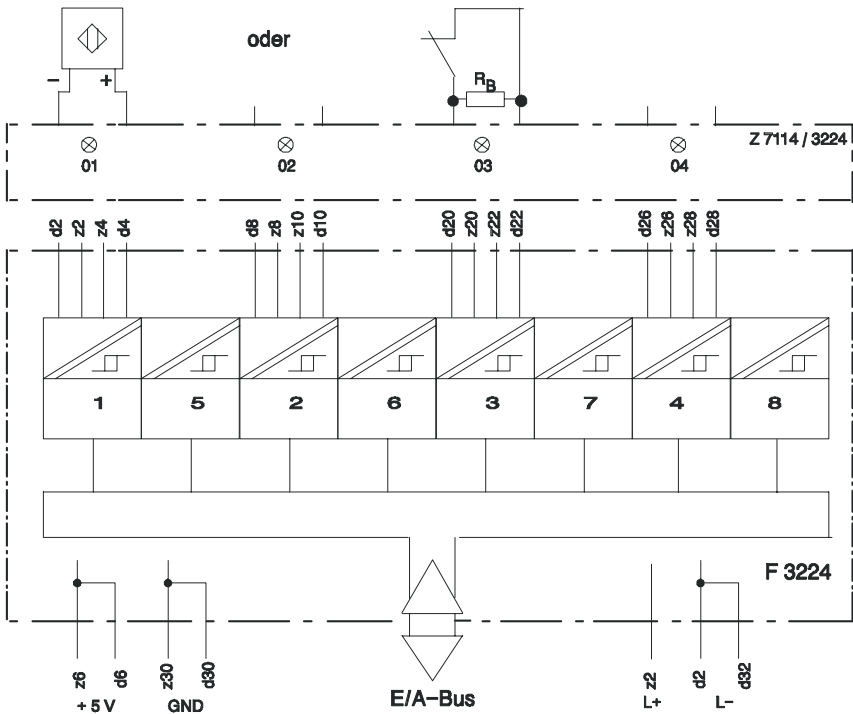 oder
− +
R B
Z 7114 / 3224
01 02 03 04
d2 z2 z4 d4 d8 z8 z10 d10 d20 z20 z22 d22 d26 z26 z28 d28
1 5 2 6 3 7 4 8
F 3224
z6 d6 z30 d30 z2 d2 d32
+ 5 V GND E/A–Bus L+ L–